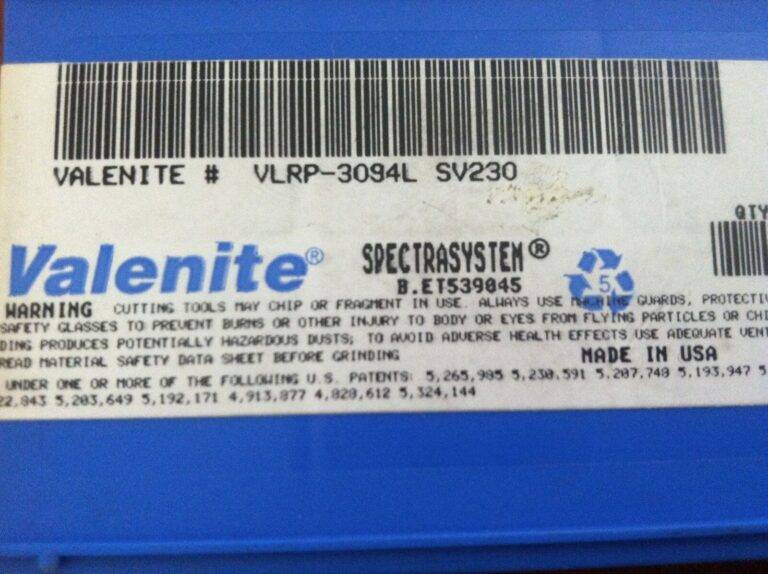 VALENITE # VLRP-3094L SV230
QTY
Valenite® SPECTRASYSTEM®
B.ET539045
5
WARNING CUTTING TOOLS MAY CHIP OR FRAGMENT IN USE. ALWAYS USE MACHINE GUARDS, PROTECTI
SAFETY GLASSES TO PREVENT BURNS OR OTHER INJURY TO BODY OR EYES FROM FLYING PARTICLES OR CHI
DING PRODUCES POTENTIALLY HAZARDOUS DUSTS; TO AVOID ADVERSE HEALTH EFFECTS USE ADEQUATE VENT
READ MATERIAL SAFETY DATA SHEET BEFORE GRINDING MADE IN USA
UNDER ONE OR MORE OF THE FOLLOWING U.S. PATENTS: 5,265,985 5,230,591 5,207,748 5,193,947 5
22,843 5,203,649 5,192,171 4,913,877 4,828,612 5,324,144